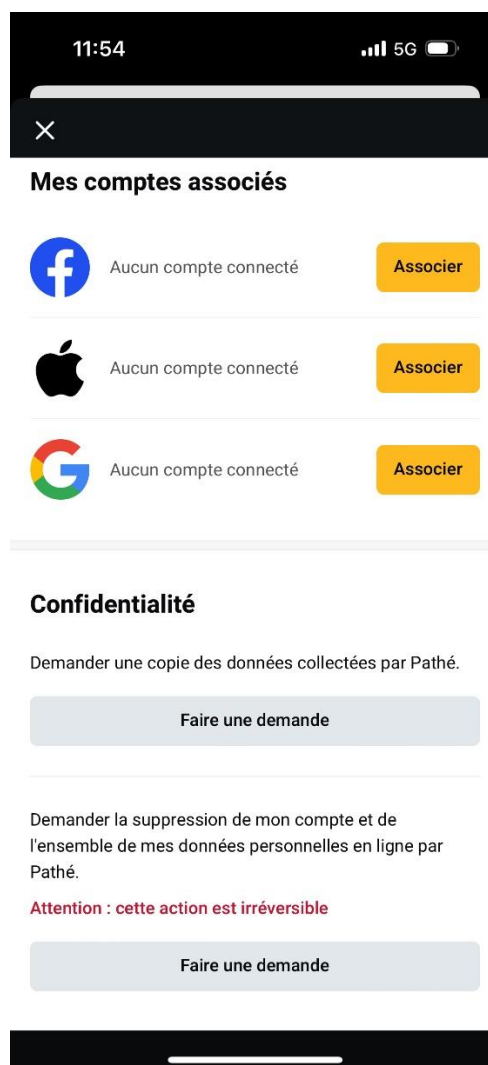 11:54
5G
Mes comptes associés
Aucun compte connecté
Associer
Aucun compte connecté
Associer
Aucun compte connecté
Associer
Confidentialité
Demander une copie des données collectées par Pathé.
Faire une demande
Demander la suppression de mon compte et de
l'ensemble de mes données personnelles en ligne par
Pathé.
Attention : cette action est irréversible
Faire une demande